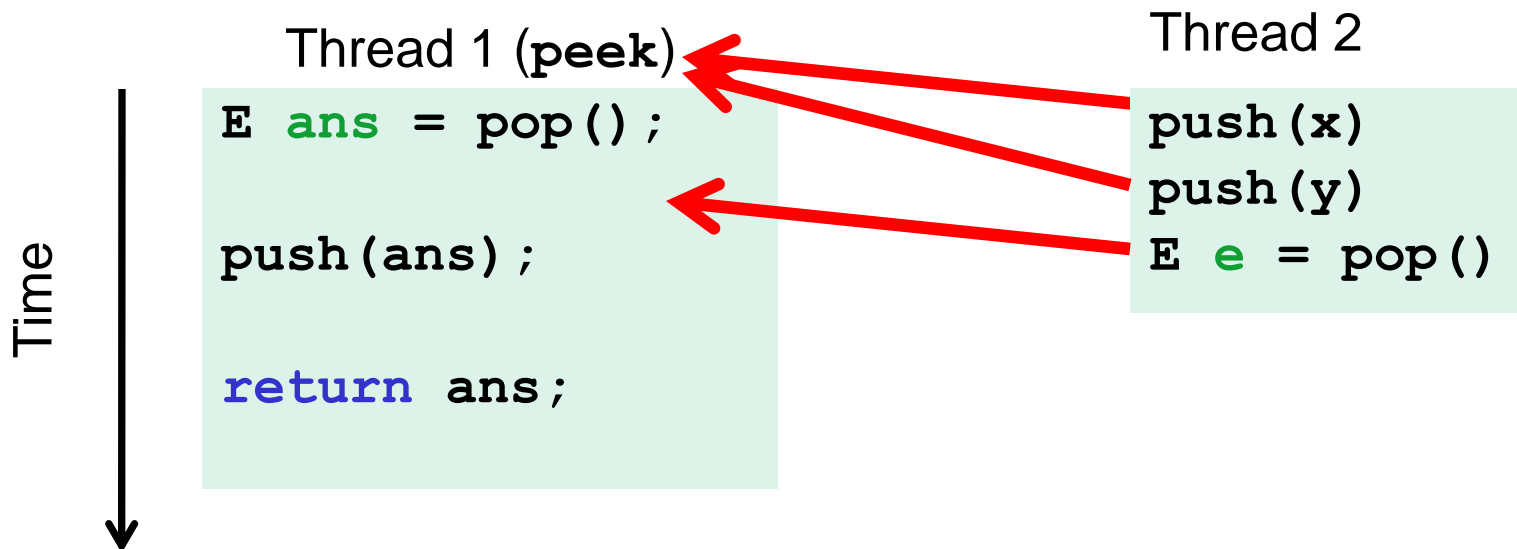 Thread 1 (peek)
E ans = pop();
push(ans);
return ans;
Time
Thread 2
push(x)
push(y)
E e = pop()